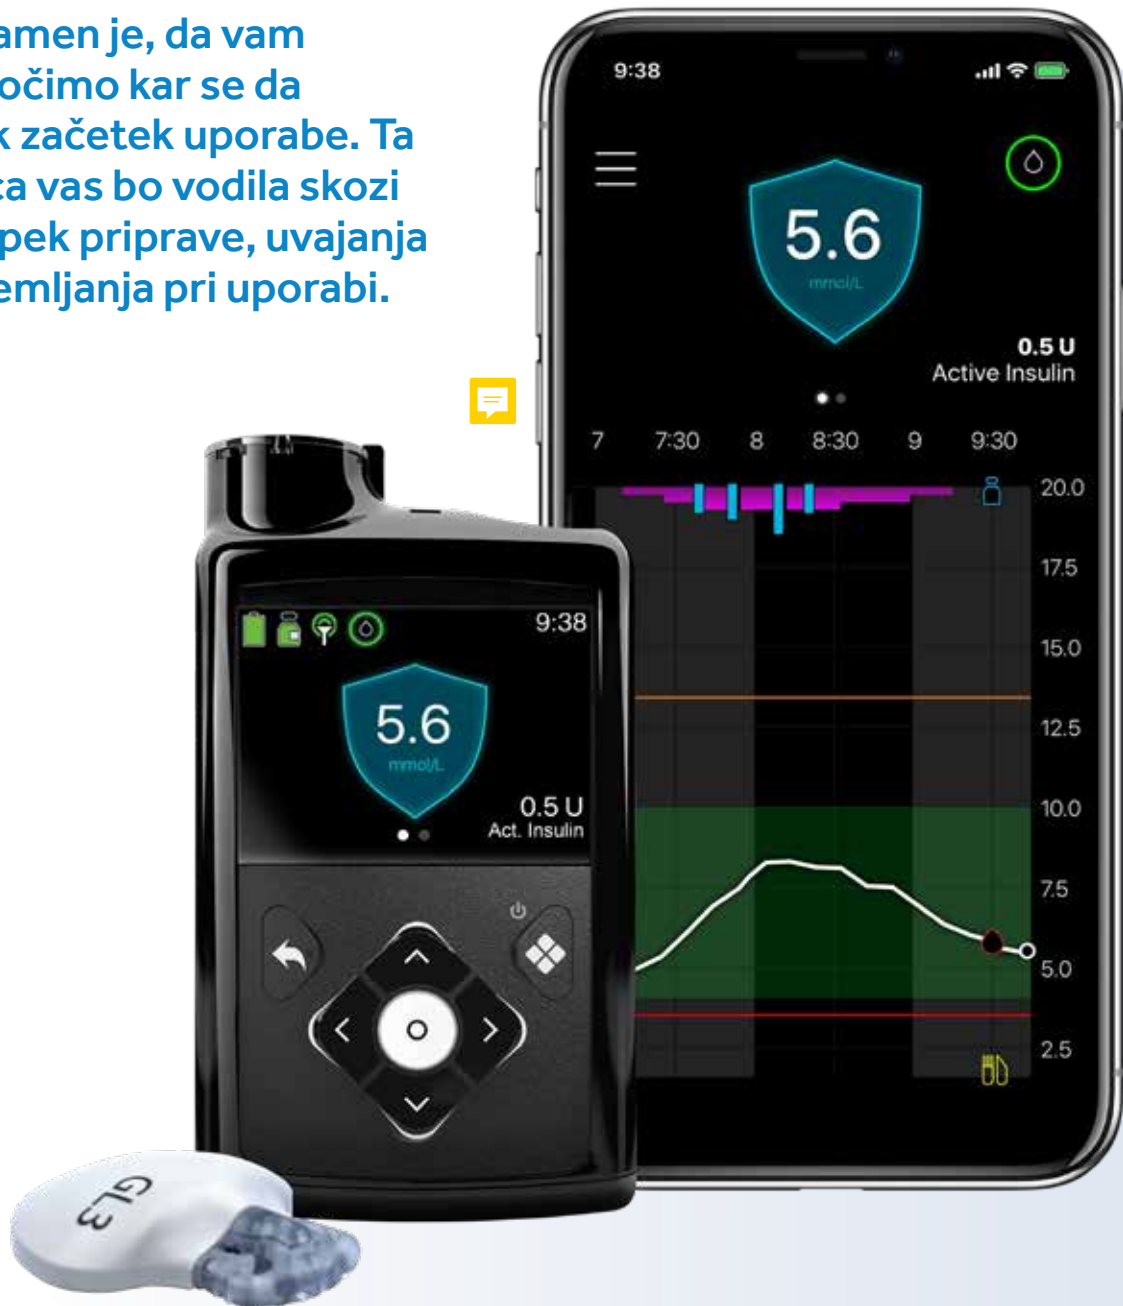 amen je, da vam
očimo kar se da
k začetek uporabe. Ta
ca vas bo vodila skozi
pek priprave, uvajanja
emljanja pri uporabi.
9:38
5.6
mmol/L
0.5 U
Active Insulin
7 7:30 8 8:30 9 9:30
20.0
17.5
15.0
12.5
10.0
7.5
5.0
2.5
9:38
5.6
mmol/L
0.5 U
Act. Insulin
GL3